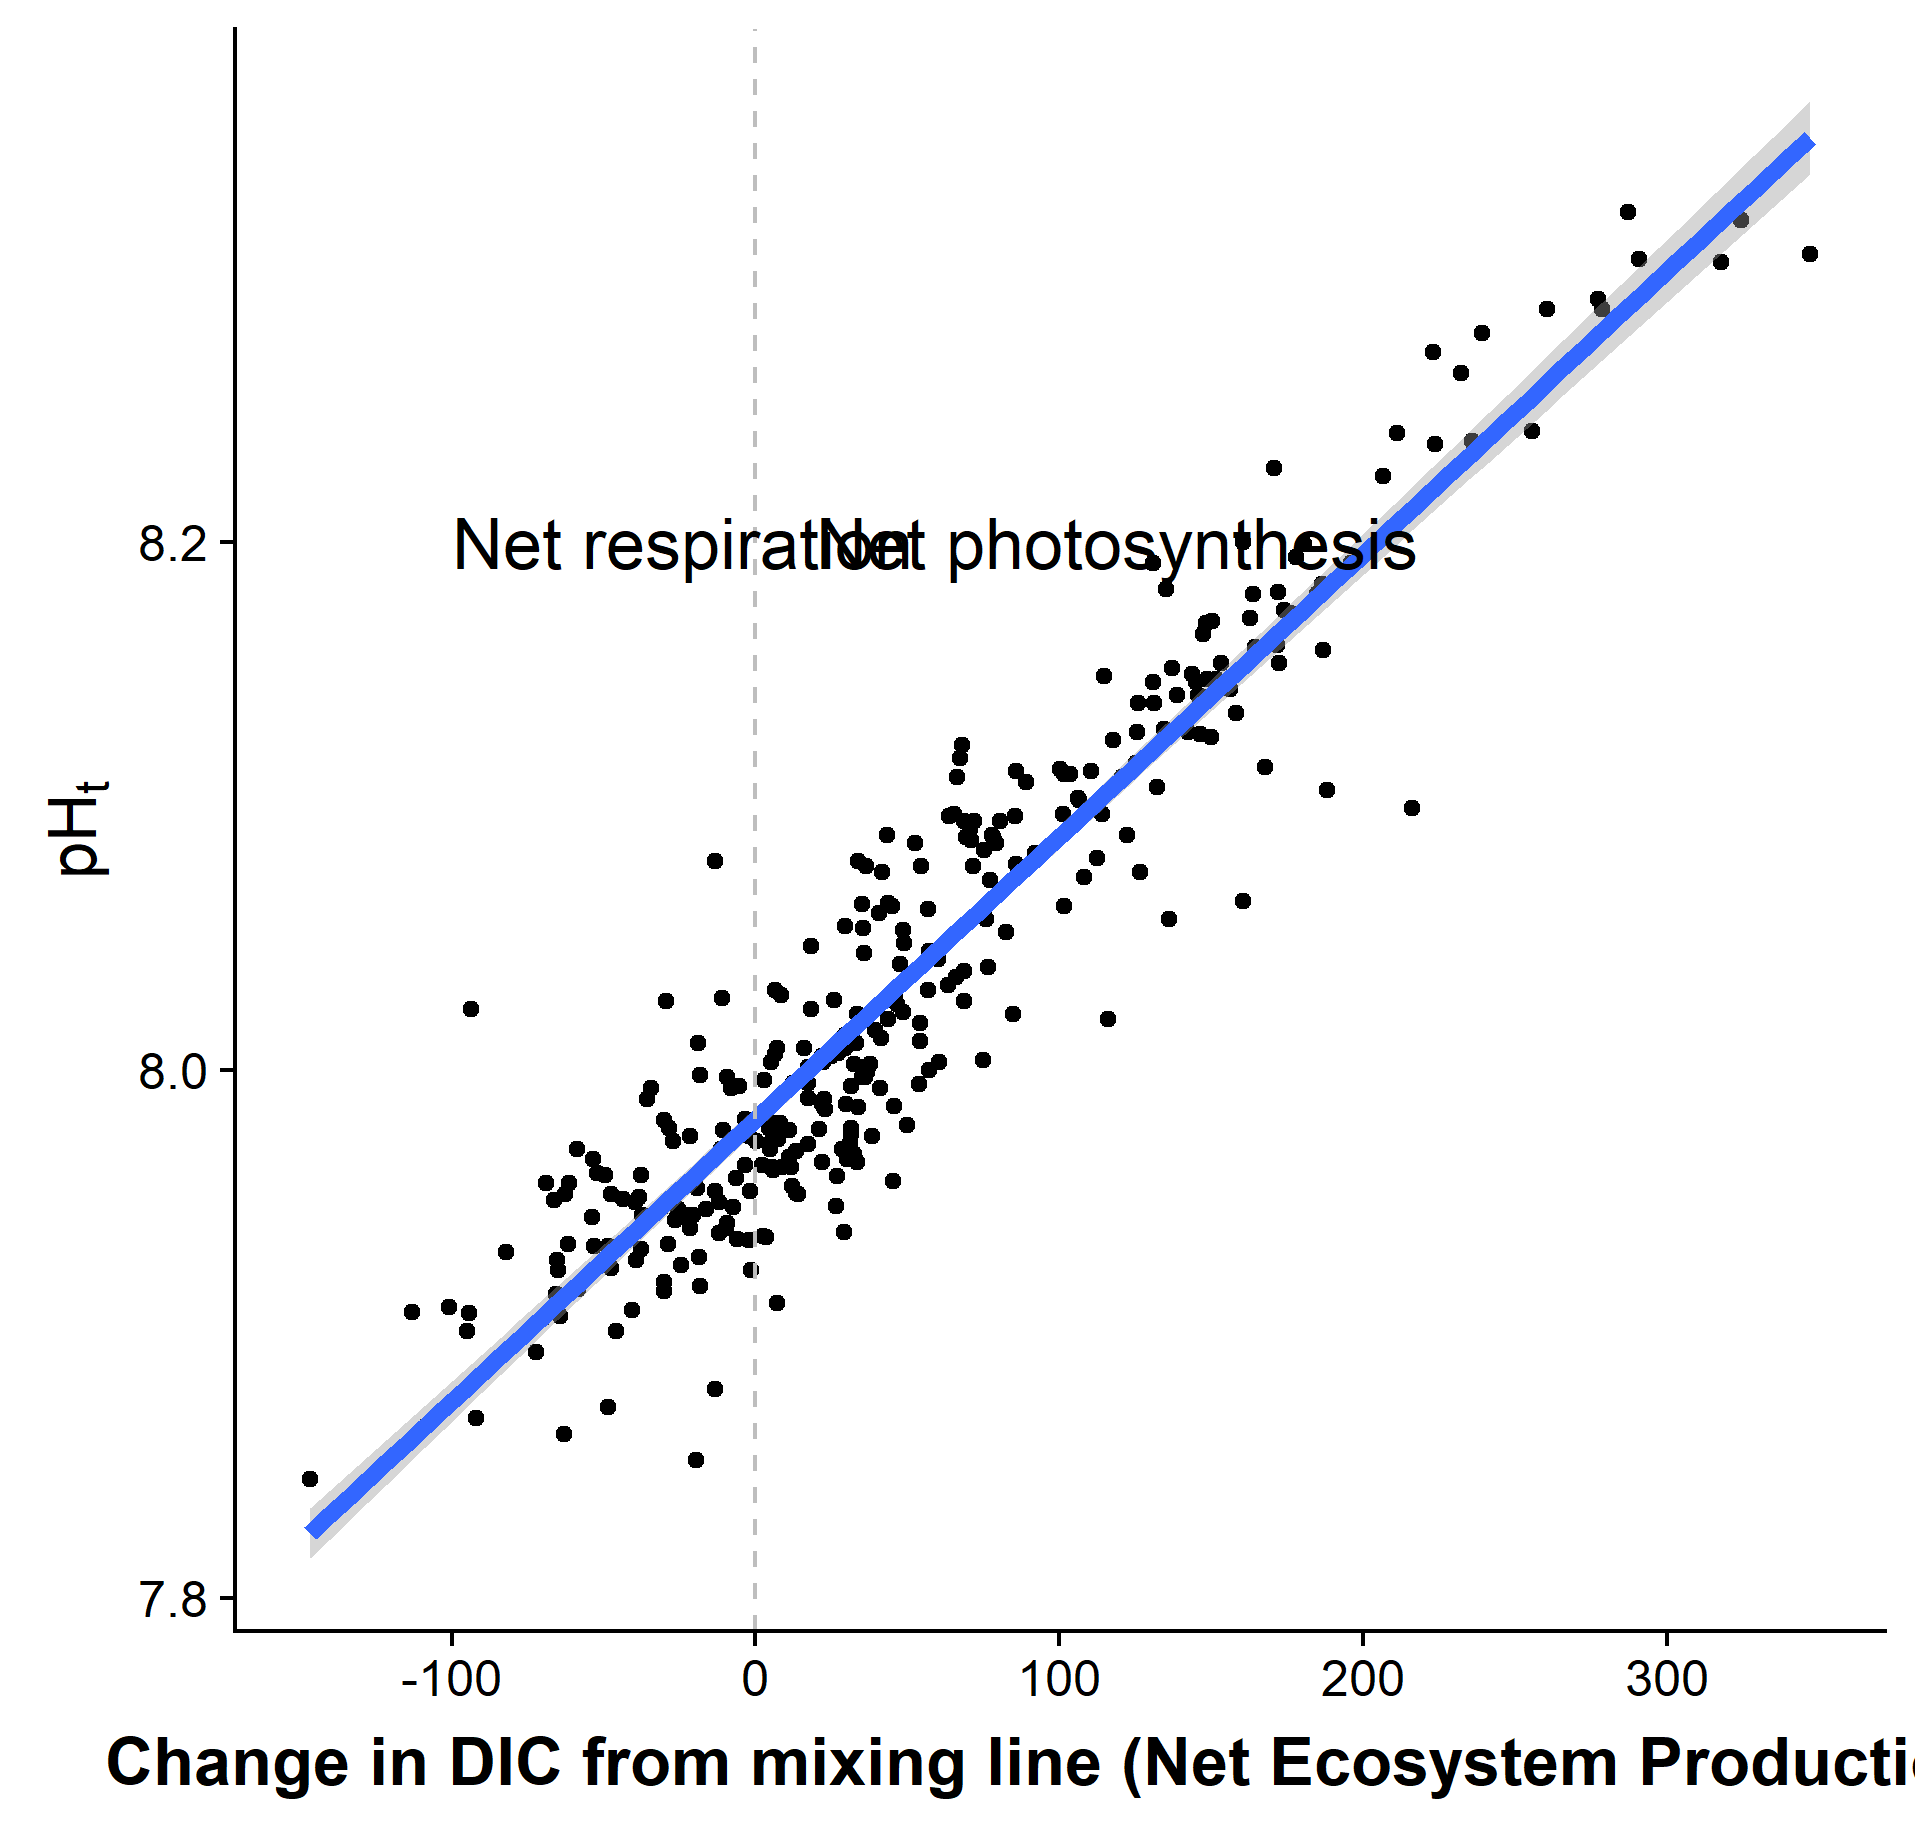 8.2
8.0
7.8
pHt
Net respiration
Net photosynthesis
-100 0 100 200 300
Change in DIC from mixing line (Net Ecosystem Producti